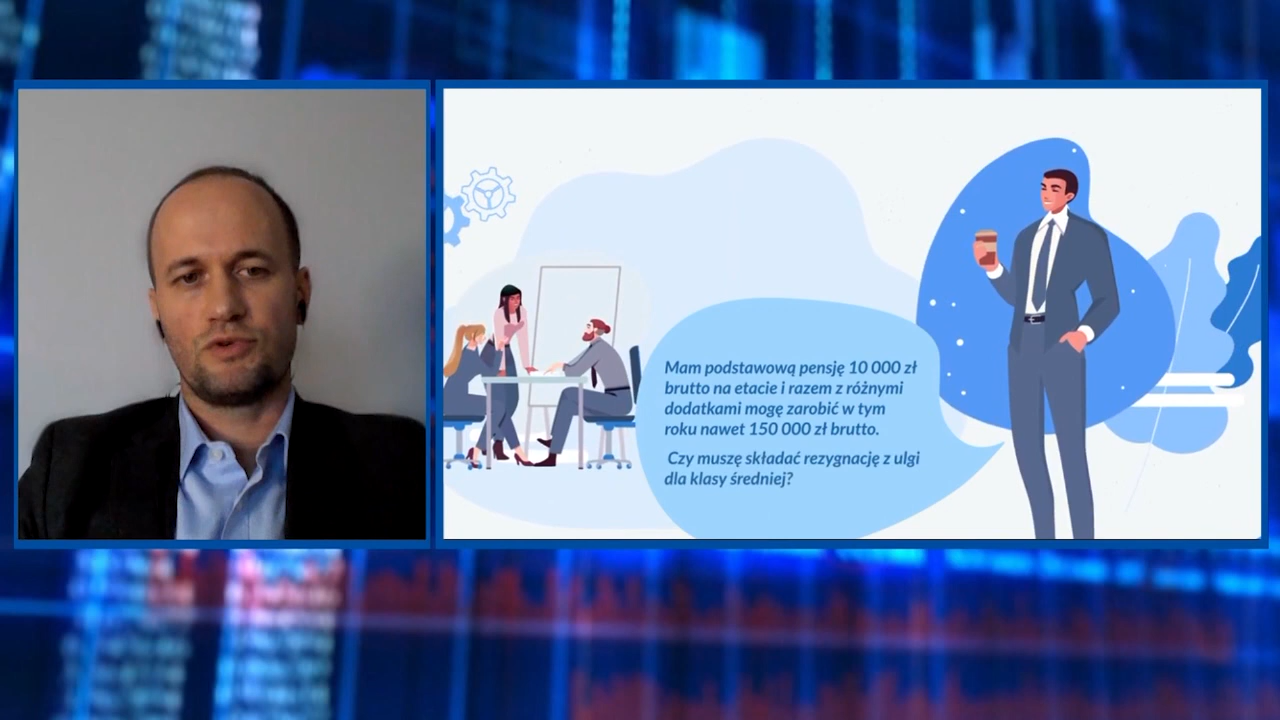 Mam podstawową pensję 10 000 zł
brutto na etacie i razem z różnymi
dodatkami mogę zarobić w tym
roku nawet 150 000 zł brutto.
Czy muszę składać rezygnację z ulgi
dla klasy średniej?